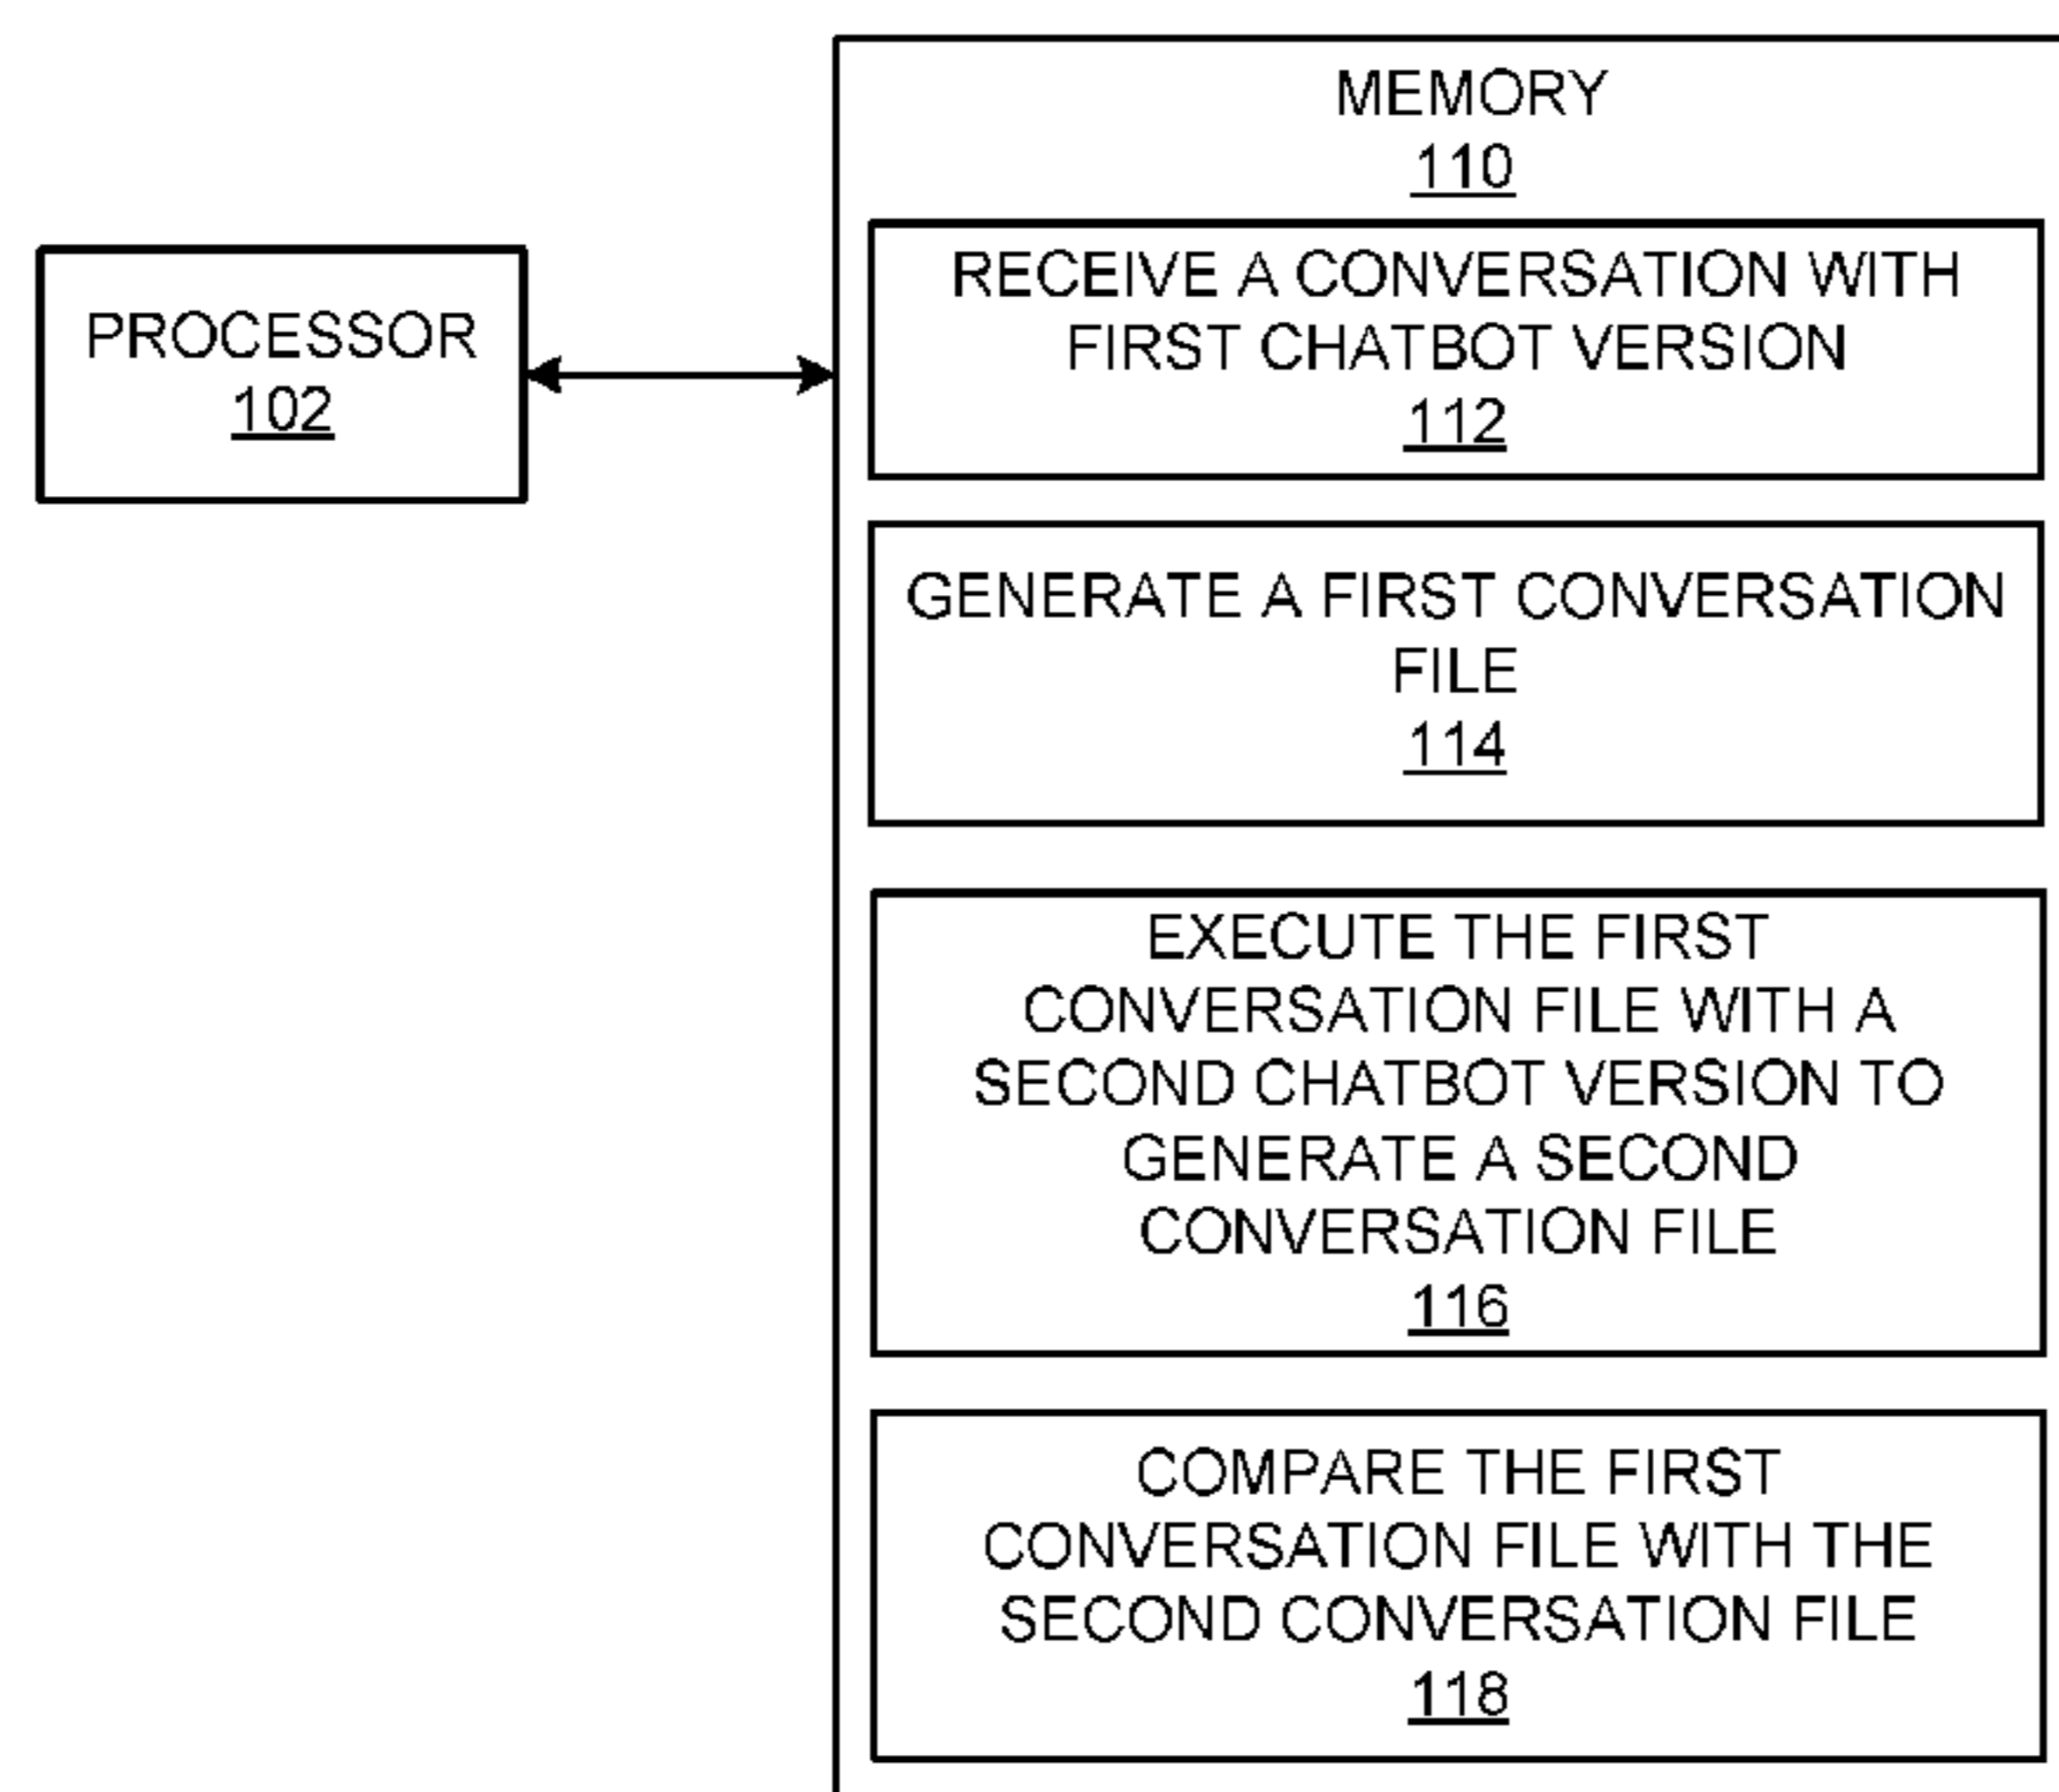 PROCESSOR
102
MEMORY
110
RECEIVE A CONVERSATION WITH
FIRST CHATBOT VERSION
112
GENERATE A FIRST CONVERSATION
FILE
114
EXECUTE THE FIRST
CONVERSATION FILE WITH A
SECOND CHATBOT VERSION TO
GENERATE A SECOND
CONVERSATION FILE
116
COMPARE THE FIRST
CONVERSATION FILE WITH THE
SECOND CONVERSATION FILE
118